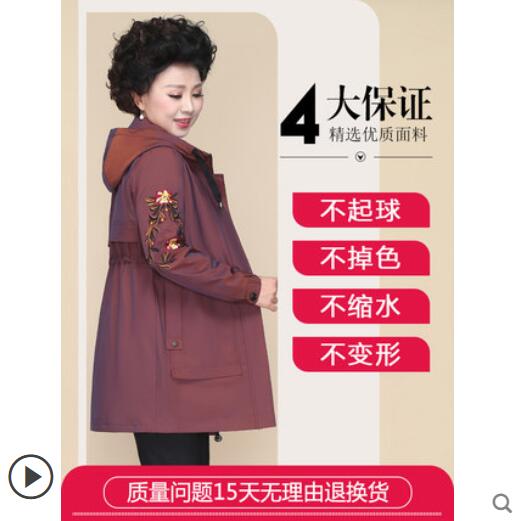 4大保证
精选优质面料
不起球
不掉色
不缩水
不变形
质量问题15天无理由退换货